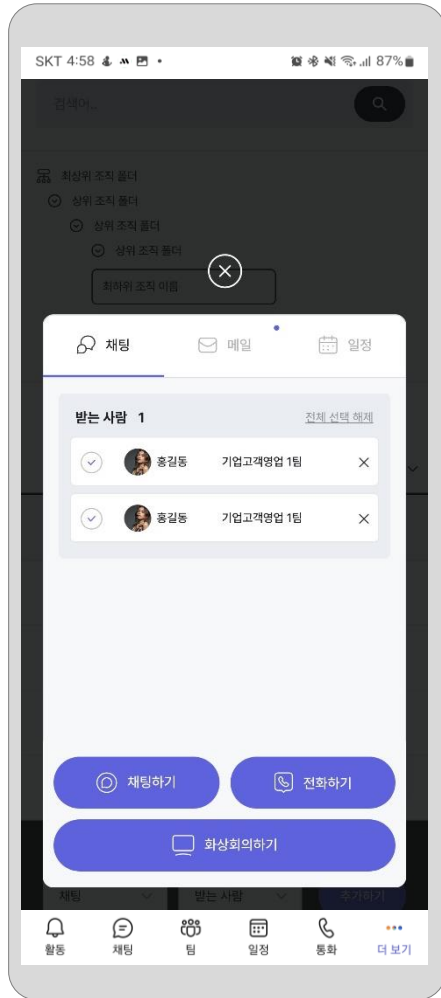 SKT 4:58
87%
검색어..
최상위 조직 폴더
상위 조직 폴더
상위 조직 폴더
상위 조직 폴더
최하위 조직 이름
채팅 메일 일정
받는 사람 1 전체 선택 해제
홍길동 기업고객영업 1팀
홍길동 기업고객영업 1팀
채팅하기 전화하기
화상회의하기
채팅 받는 사람 추가하기
활동 채팅 팀 일정 통화 더 보기